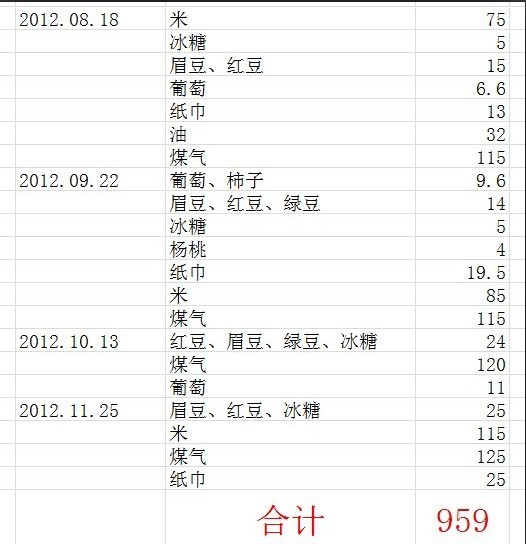 2012.08.18 米 75
冰糖 5
眉豆、红豆 15
葡萄 6.6
纸巾 13
油 32
煤气 115
2012.09.22 葡萄、柿子 9.6
眉豆、红豆、绿豆 14
冰糖 5
杨桃 4
纸巾 19.5
米 85
煤气 115
2012.10.13 红豆、眉豆、绿豆、冰糖 24
煤气 120
葡萄 11
2012.11.25 眉豆、红豆、冰糖 25
米 115
煤气 125
纸巾 25
合计 959